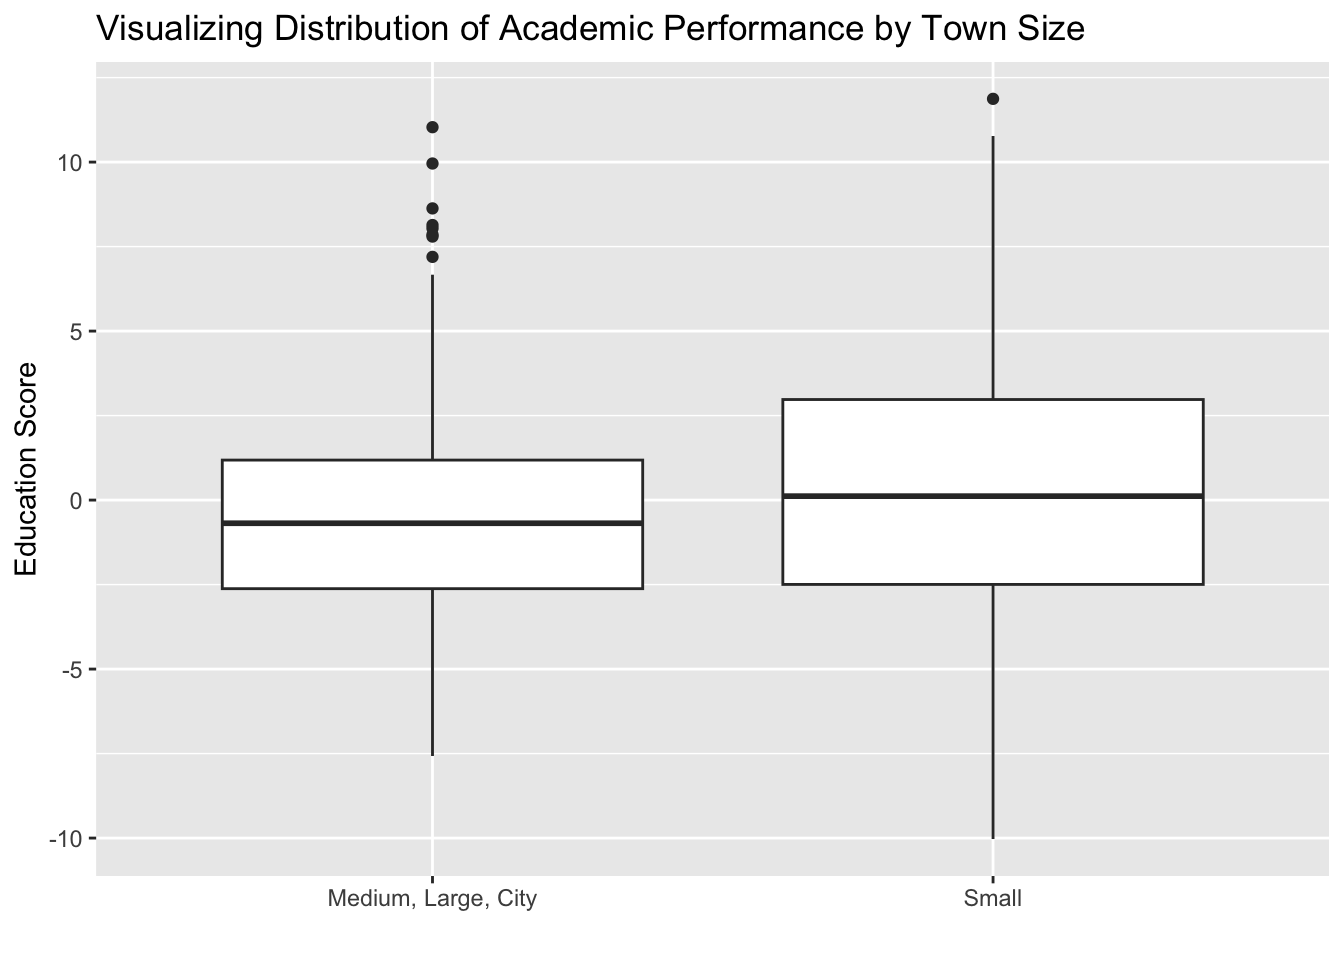 Visualizing Distribution of Academic Performance by Town Size
Education Score
10
5
0
-5
-10
Medium, Large, City
Small